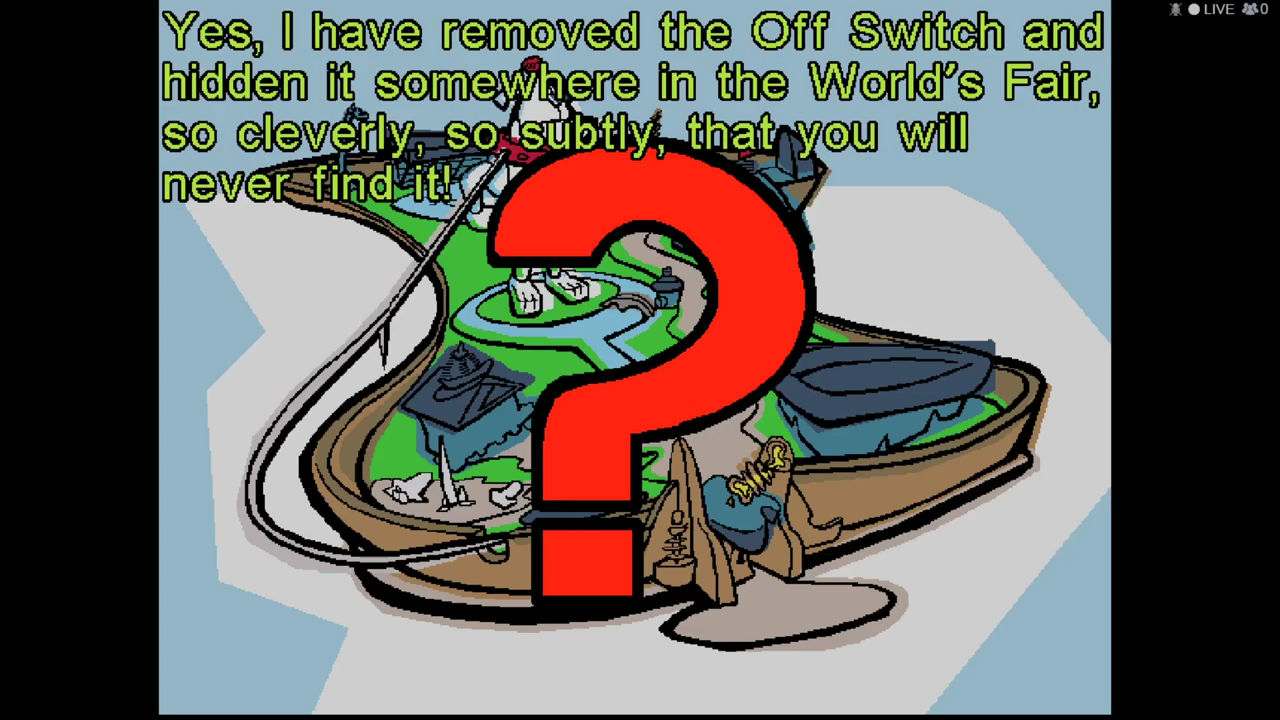 LIVE 0
Yes, I have removed the Off Switch and
hidden it somewhere in the World's Fair,
so cleverly, so subtly, that you will
never find it!
?